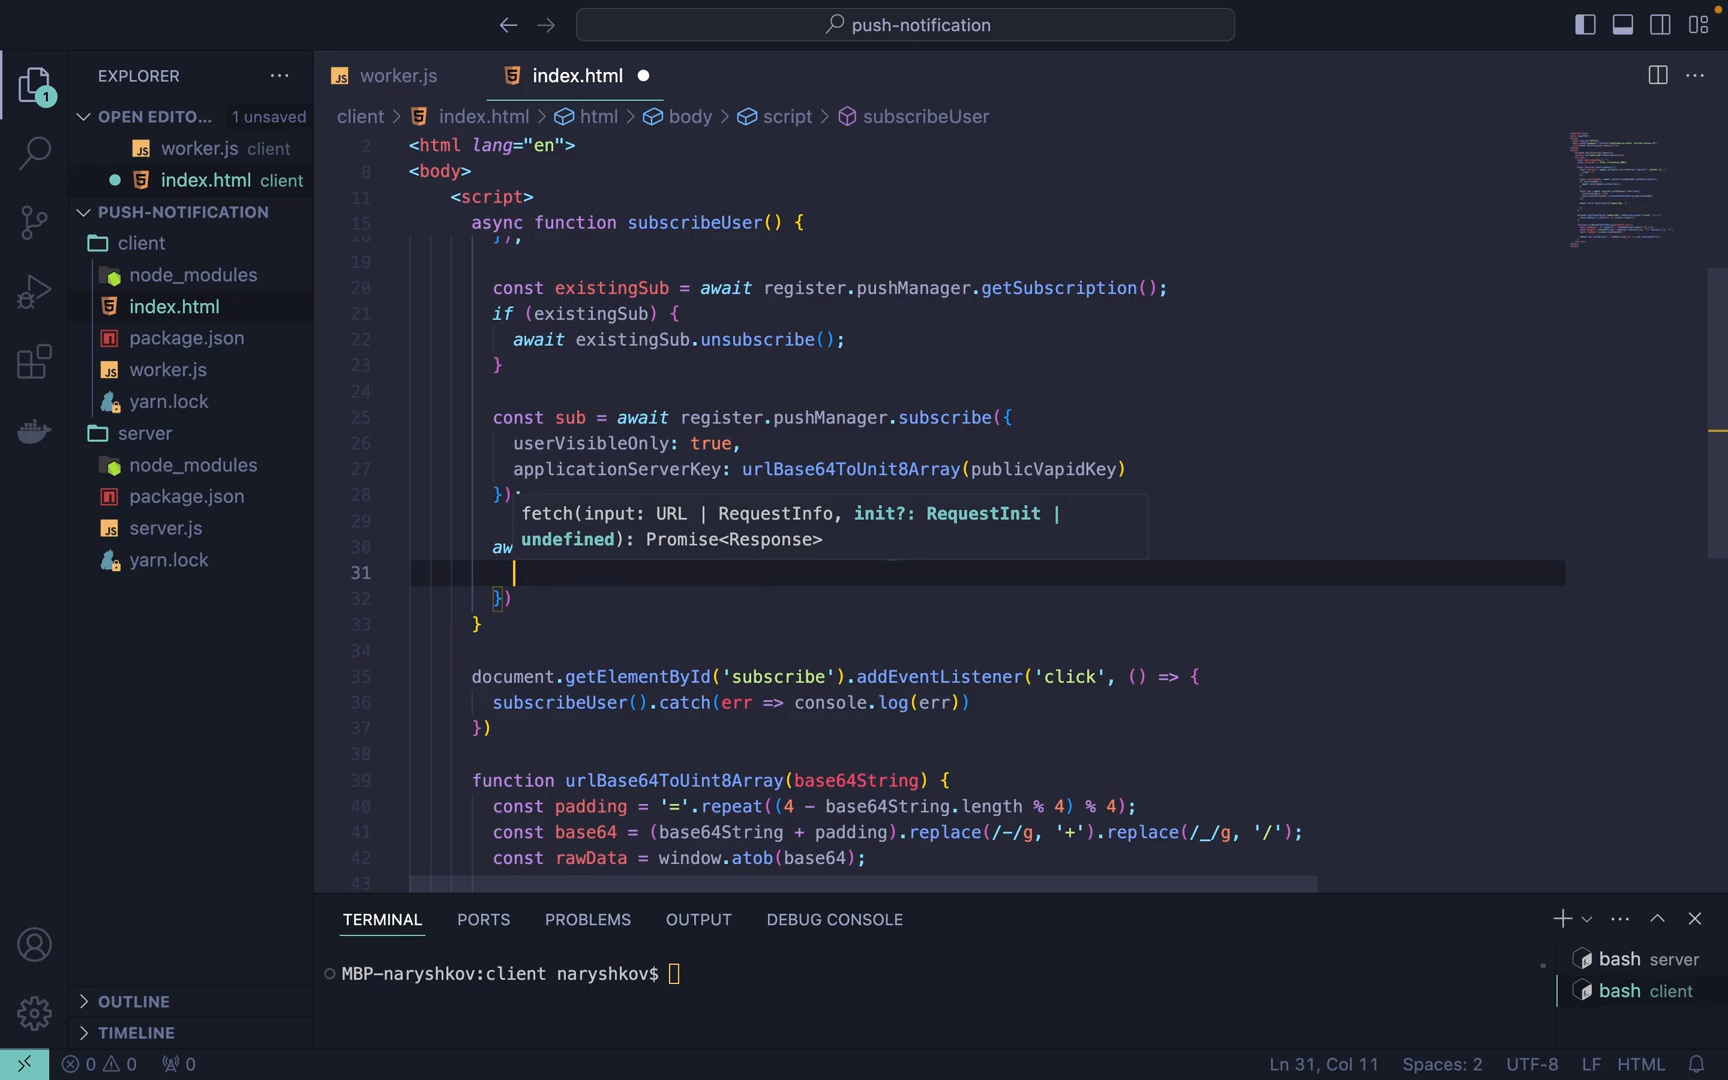 push-notification
EXPLORER
OPEN EDITO... 1 unsaved
worker.js client
index.html client
PUSH-NOTIFICATION
client
node_modules
index.html
package.json
worker.js
yarn.lock
server
node_modules
package.json
server.js
yarn.lock
OUTLINE
TIMELINE
1
worker.js
index.html
client > index.html > html > body > script > subscribeUser
2 <html lang="en">
8 <body>
11 <script>
15 async function subscribeUser() {
18 });
19
20 const existingSub = await register.pushManager.getSubscription();
21 if (existingSub) {
22 await existingSub.unsubscribe();
23 }
24
25 const sub = await register.pushManager.subscribe({
26 userVisibleOnly: true,
27 applicationServerKey: urlBase64ToUnit8Array(publicVapidKey)
28 });
29
fetch(input: URL | RequestInfo, init?: RequestInit |
undefined): Promise<Response>
30 aw
31
32 })
33 }
34
35 document.getElementById('subscribe').addEventListener('click', () => {
36 subscribeUser().catch(err => console.log(err))
37 })
38
39 function urlBase64ToUint8Array(base64String) {
40 const padding = '='.repeat((4 - base64String.length % 4) % 4);
41 const base64 = (base64String + padding).replace(/-/g, '+').replace(/_/g, '/');
42 const rawData = window.atob(base64);
43
TERMINAL PORTS PROBLEMS OUTPUT DEBUG CONSOLE
MBP-naryshkov:client naryshkov$
bash server
bash client
0 0 0
Ln 31, Col 11 Spaces: 2 UTF-8 LF HTML